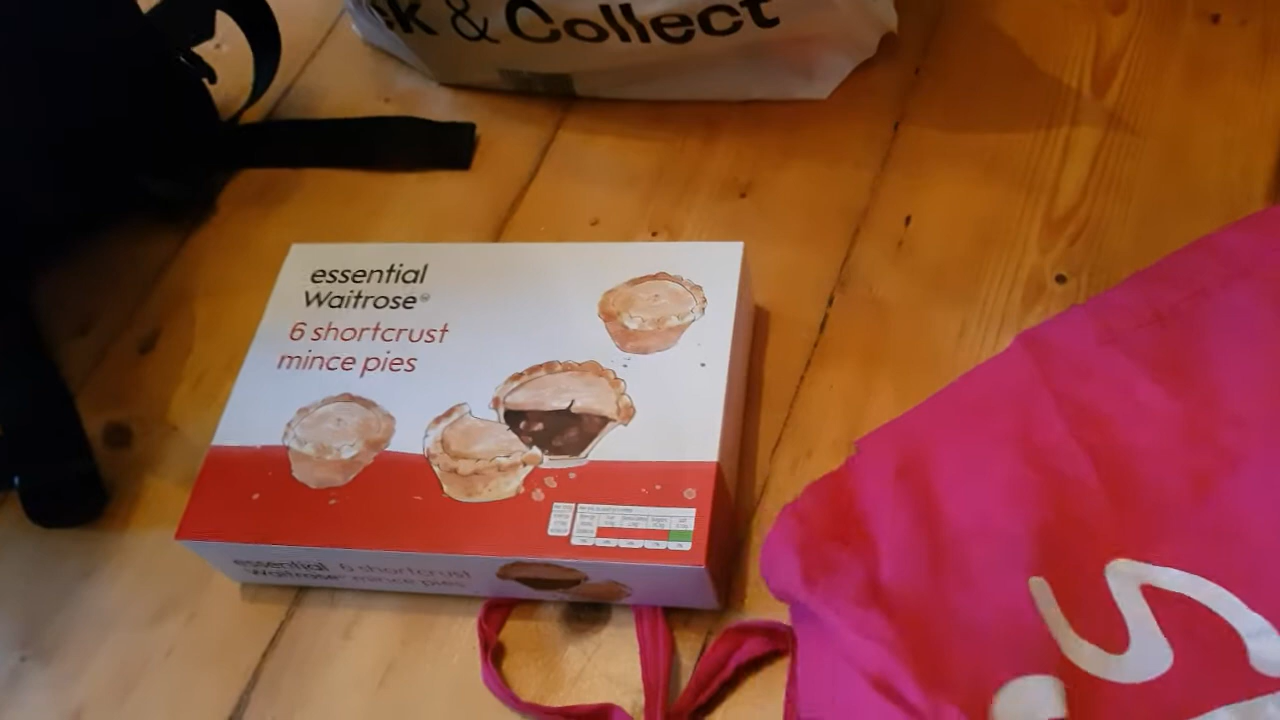 k & Collect
essential
Waitrose®
6 shortcrust
mince pies
essential 6 shortcrust
Waitrose® mince pies